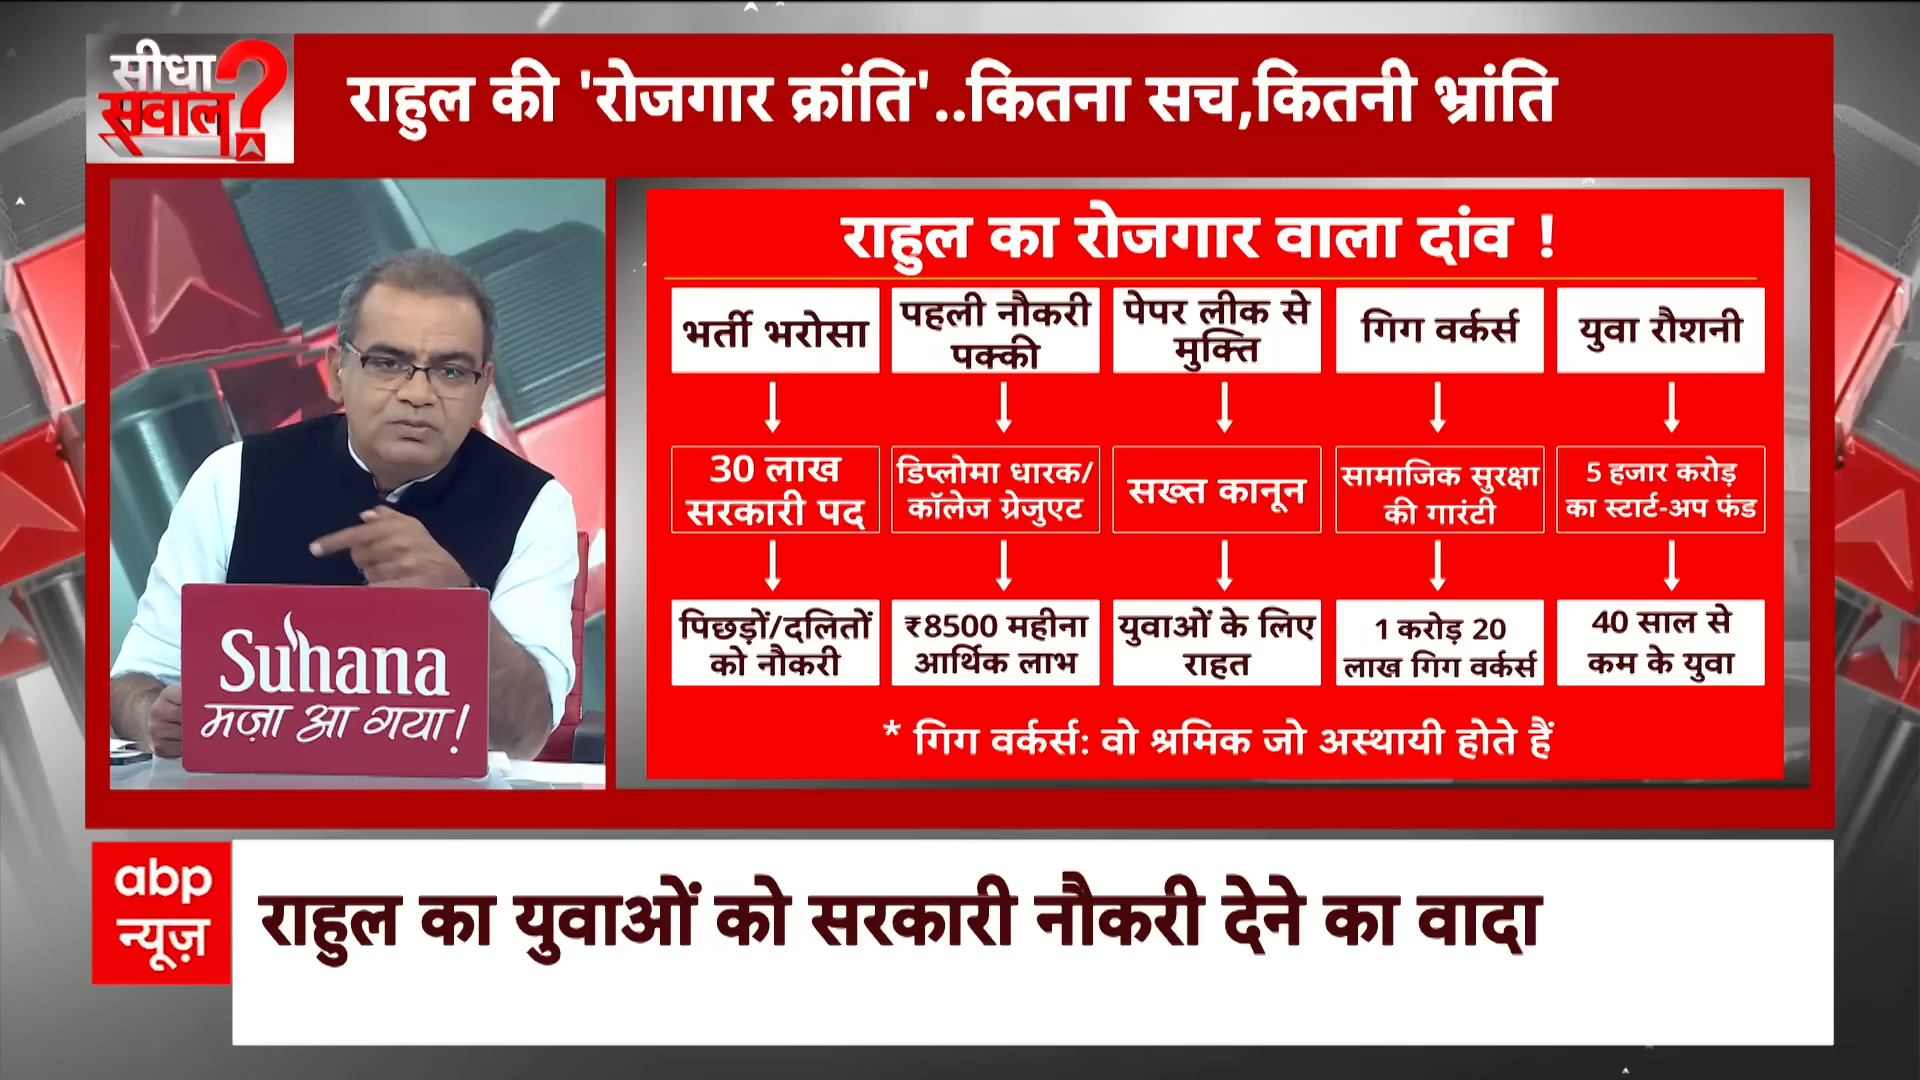 सीधा
सवाल?
राहुल की 'रोजगार क्रांति'..कितना सच,कितनी भ्रांति
राहुल का रोजगार वाला दांव !
भर्ती भरोसा
पहली नौकरी
पक्की
पेपर लीक से
मुक्ति
गिग वर्कर्स
युवा रौशनी
30 लाख
सरकारी पद
डिप्लोमा धारक/
कॉलेज ग्रेजुएट
सख्त कानून
सामाजिक सुरक्षा
की गारंटी
5 हजार करोड़
का स्टार्ट-अप फंड
पिछड़ों/दलितों
को नौकरी
₹8500 महीना
आर्थिक लाभ
युवाओं के लिए
राहत
1 करोड़ 20
लाख गिग वर्कर्स
40 साल से
कम के युवा
* गिग वर्कर्स: वो श्रमिक जो अस्थायी होते हैं
Suhana
मज़ा आ गया!
abp
न्यूज़
राहुल का युवाओं को सरकारी नौकरी देने का वादा